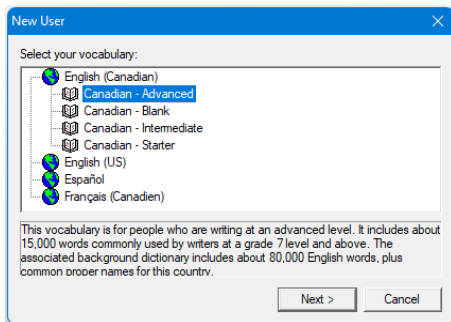 New User
Select your vocabulary:
English (Canadian)
Canadian - Advanced
Canadian - Blank
Canadian - Intermediate
Canadian - Starter
English (US)
Español
Français (Canadien)
This vocabulary is for people who are writing at an advanced level. It includes about
15,000 words commonly used by writers at a grade 7 level and above. The
associated background dictionary includes about 80,000 English words, plus
common proper names for this country.
Next >
Cancel